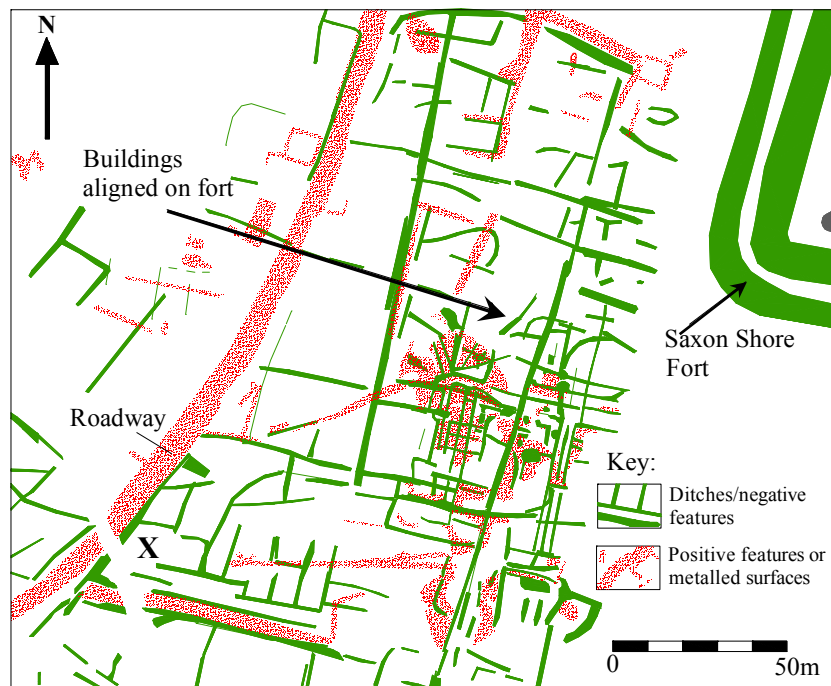 N
Buildings
aligned on fort
Saxon Shore
Fort
Roadway
X
Key:
Ditches/negative
features
Positive features or
metalled surfaces
0 50m